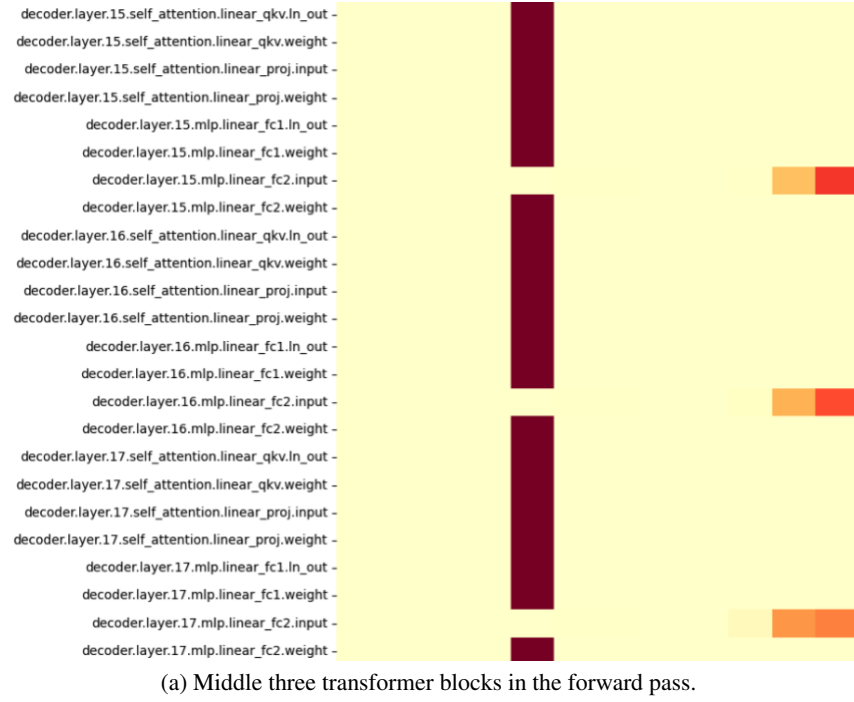 decoder.layer.15.self_attention.linear_qkv.ln_out
decoder.layer.15.self_attention.linear_qkv.weight
decoder.layer.15.self_attention.linear_proj.input
decoder.layer.15.self_attention.linear_proj.weight
decoder.layer.15.mlp.linear_fc1.ln_out
decoder.layer.15.mlp.linear_fc1.weight
decoder.layer.15.mlp.linear_fc2.input
decoder.layer.15.mlp.linear_fc2.weight
decoder.layer.16.self_attention.linear_qkv.ln_out
decoder.layer.16.self_attention.linear_qkv.weight
decoder.layer.16.self_attention.linear_proj.input
decoder.layer.16.self_attention.linear_proj.weight
decoder.layer.16.mlp.linear_fc1.ln_out
decoder.layer.16.mlp.linear_fc1.weight
decoder.layer.16.mlp.linear_fc2.input
decoder.layer.16.mlp.linear_fc2.weight
decoder.layer.17.self_attention.linear_qkv.ln_out
decoder.layer.17.self_attention.linear_qkv.weight
decoder.layer.17.self_attention.linear_proj.input
decoder.layer.17.self_attention.linear_proj.weight
decoder.layer.17.mlp.linear_fc1.ln_out
decoder.layer.17.mlp.linear_fc1.weight
decoder.layer.17.mlp.linear_fc2.input
decoder.layer.17.mlp.linear_fc2.weight
(a) Middle three transformer blocks in the forward pass.